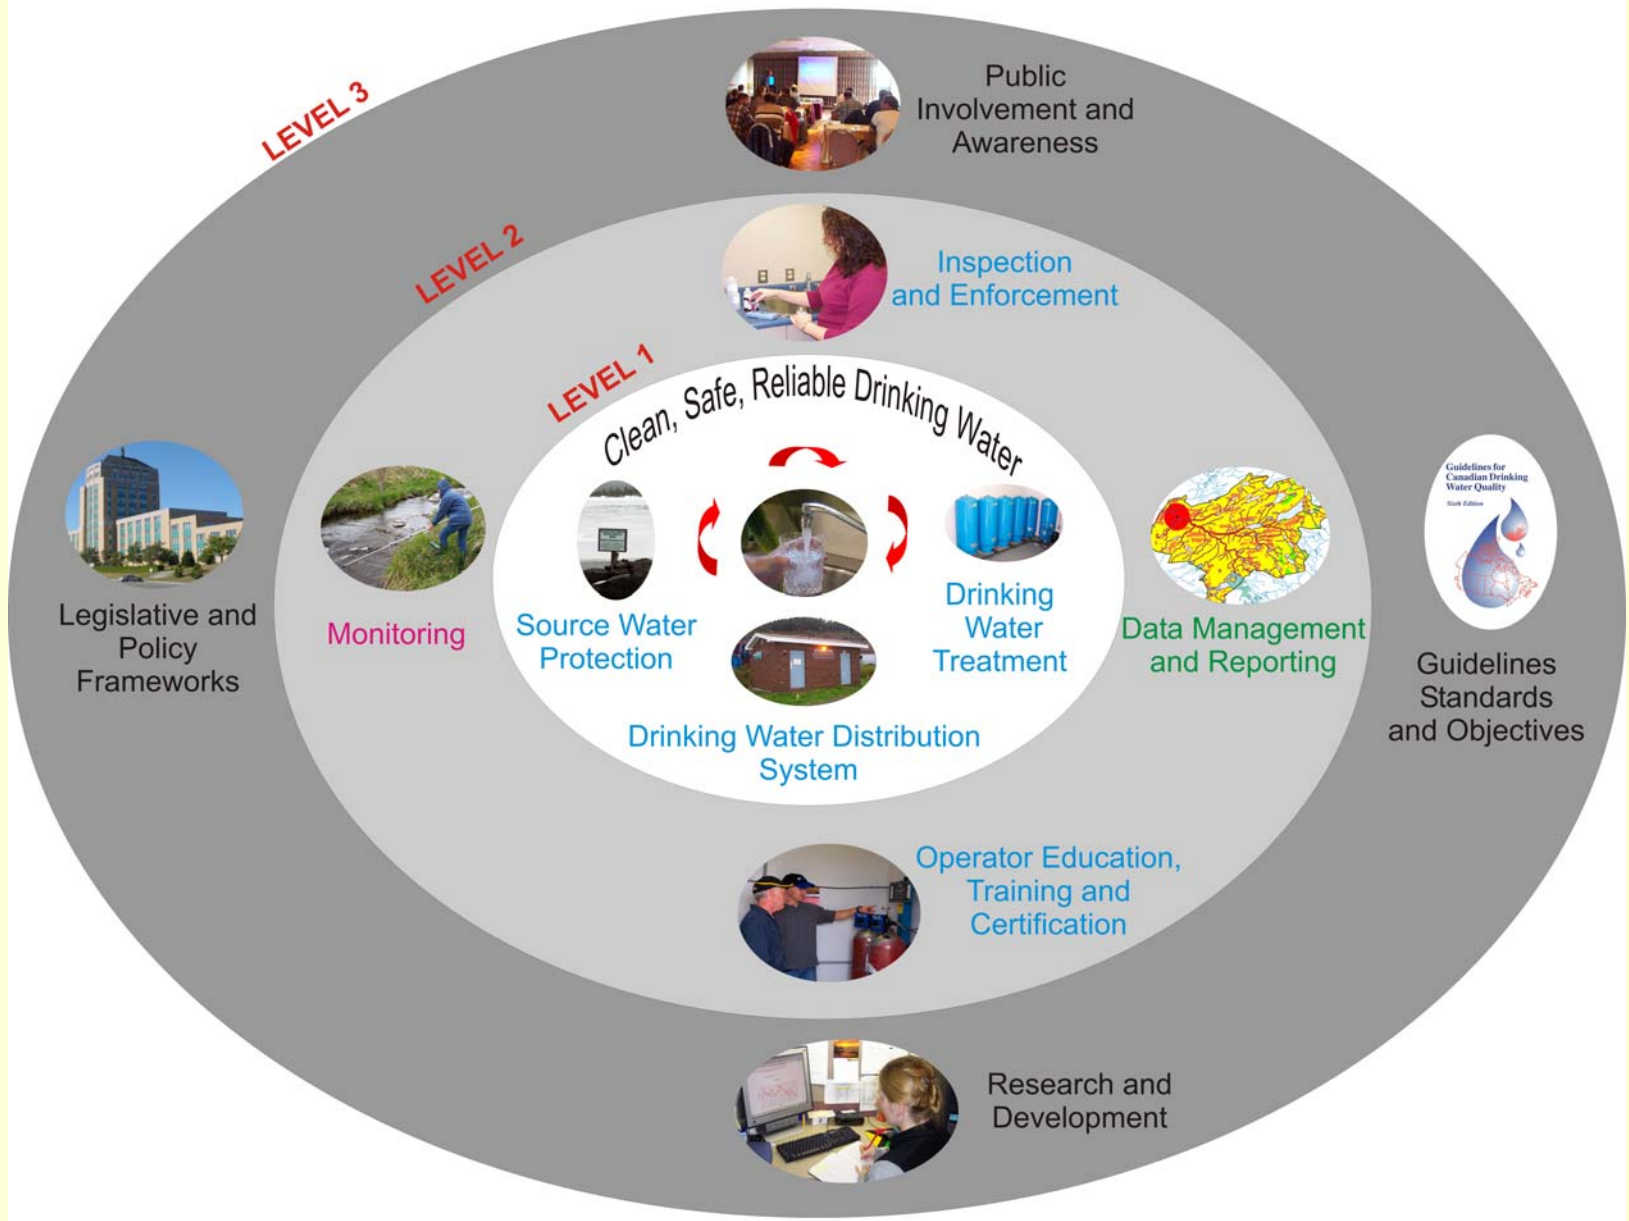 LEVEL 3
Public
Involvement and
Awareness
LEVEL 2
Inspection
and Enforcement
LEVEL 1
Clean, Safe, Reliable Drinking Water
Legislative and
Policy
Frameworks
Monitoring
Source Water
Protection
Drinking
Water
Treatment
Drinking Water Distribution
System
Data Management
and Reporting
Guidelines for
Canadian Drinking
Water Quality
Sixth Edition
Guidelines
Standards
and Objectives
Operator Education,
Training and
Certification
Research and
Development